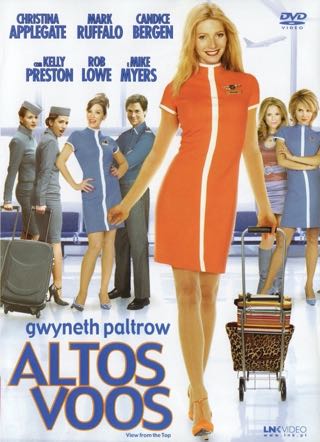 CHRISTINA APPLEGATE
MARK RUFFALO
CANDICE BERGEN
DVD
VIDEO
com KELLY PRESTON
ROB LOWE
e MIKE MYERS
gwyneth paltrow
ALTOS
VOOS
View from the Top
LNK VIDEO
www.lnk.pt